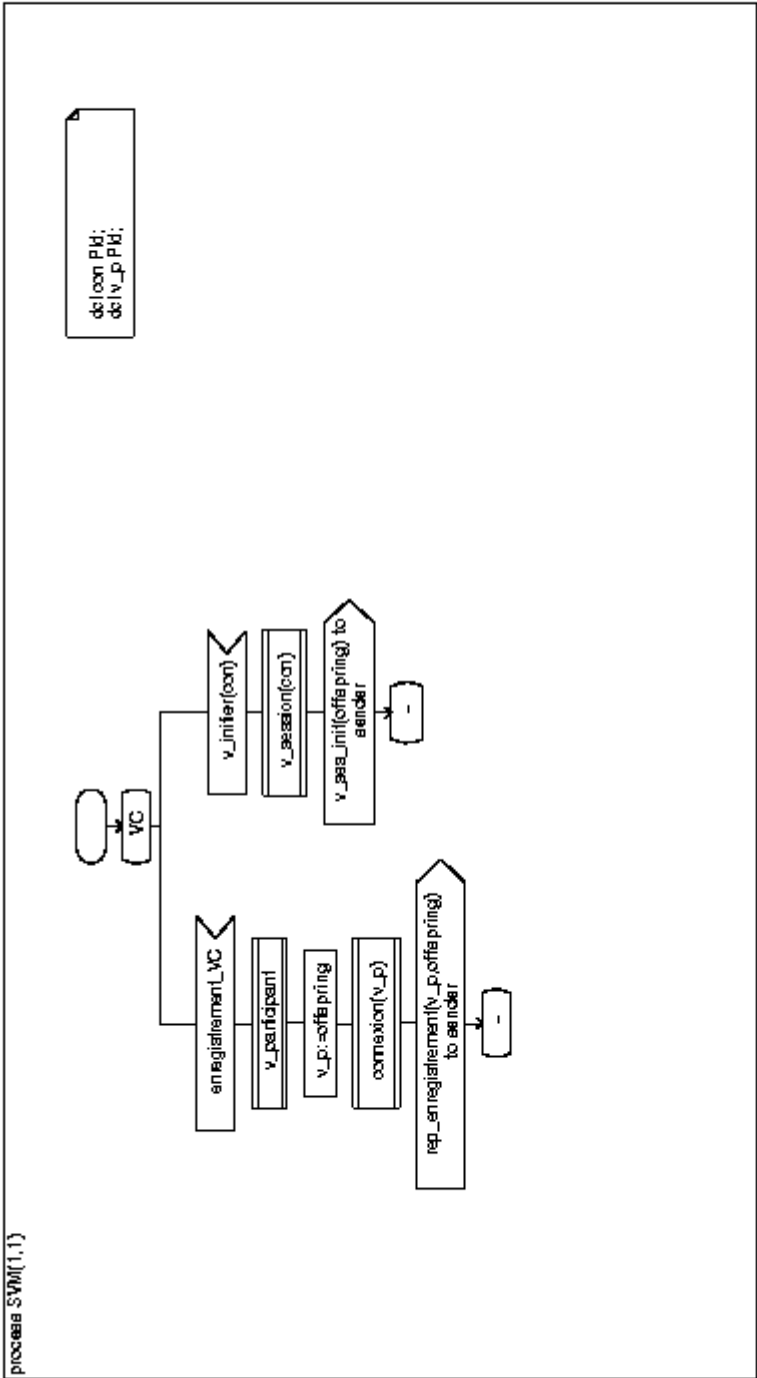 process SVM(1,1)
dcl con PId;
dcl v_p PId;
VC
enregistrement_VC
v_participant
v_p:=offspring
connexion(v_p)
rep_enregistrement(v_p,offspring)
to sender
-
v_initier(con)
v_session(con)
v_ses_init(offspring) to
sender
-